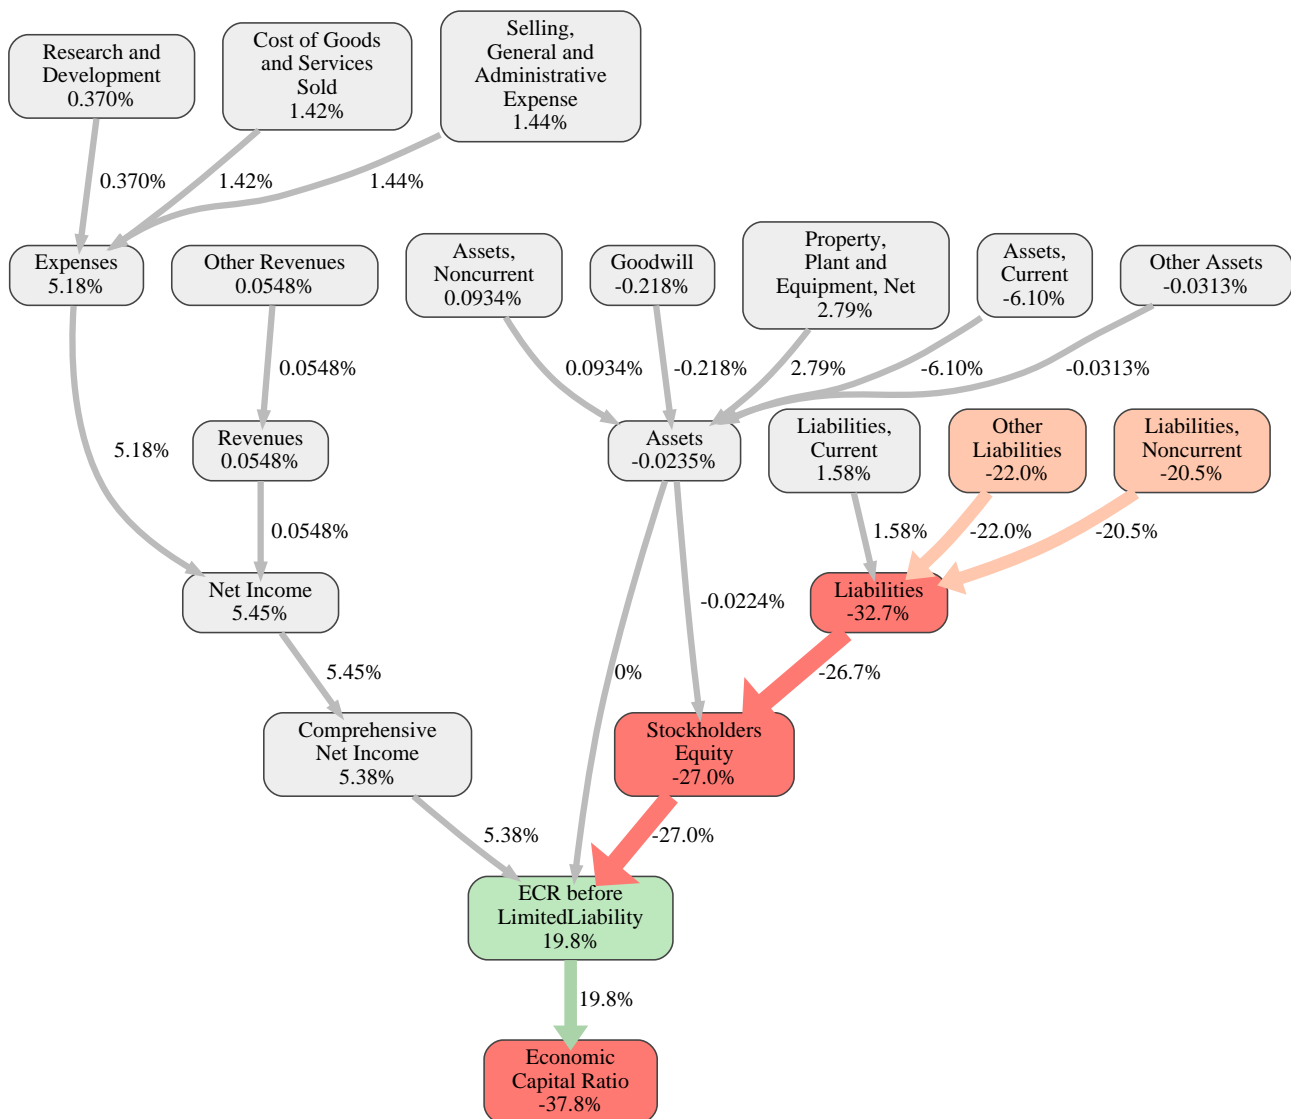 Research and
Development
0.370%
Cost of Goods
and Services
Sold
1.42%
Selling,
General and
Administrative
Expense
1.44%
0.370%
1.42%
1.44%
Expenses
5.18%
Other Revenues
0.0548%
Assets,
Noncurrent
0.0934%
Goodwill
-0.218%
Property,
Plant and
Equipment, Net
2.79%
Assets,
Current
-6.10%
Other Assets
-0.0313%
0.0548%
0.0934%
-0.218%
2.79%
-6.10%
-0.0313%
5.18%
Revenues
0.0548%
Assets
-0.0235%
Liabilities,
Current
1.58%
Other
Liabilities
-22.0%
Liabilities,
Noncurrent
-20.5%
0.0548%
1.58%
-22.0%
-20.5%
Net Income
5.45%
-0.0224%
Liabilities
-32.7%
5.45%
0%
-26.7%
Comprehensive
Net Income
5.38%
Stockholders
Equity
-27.0%
5.38%
-27.0%
ECR before
LimitedLiability
19.8%
19.8%
Economic
Capital Ratio
-37.8%